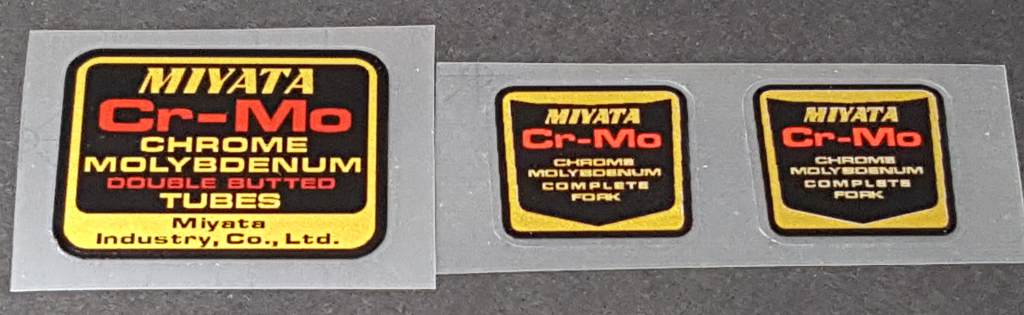 MIYATA
Cr-Mo
CHROME
MOLYBDENUM
DOUBLE BUTTED
TUBES
Miyata
Industry, Co., Ltd.
MIYATA
Cr-Mo
CHROME
MOLYBDENUM
COMPLETE
FORK
MIYATA
Cr-Mo
CHROME
MOLYBDENUM
COMPLETE
FORK